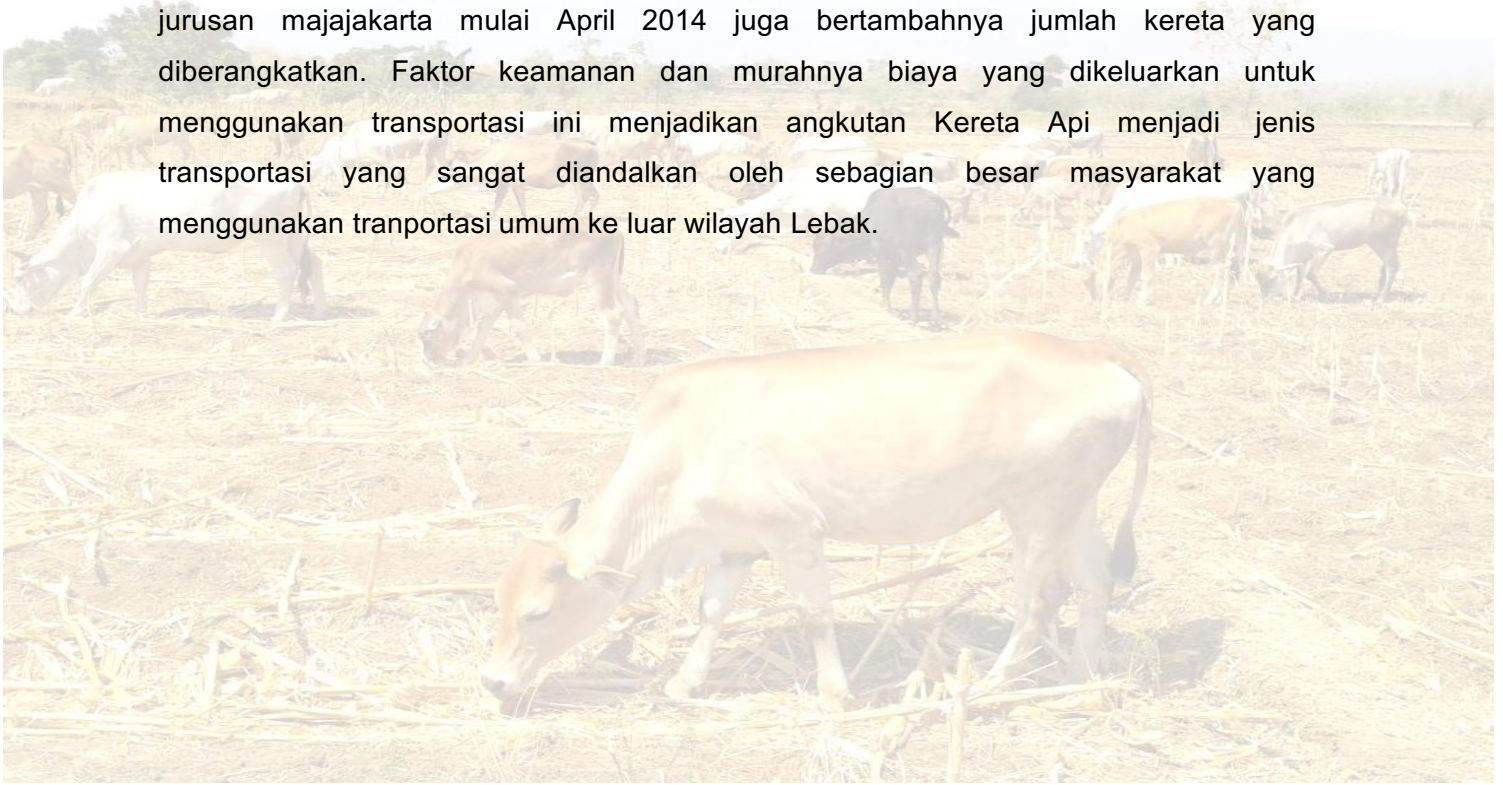 jurusan majajakarta mulai April 2014 juga bertambahnya jumlah kereta yang
diberangkatkan. Faktor keamanan dan murahnya biaya yang dikeluarkan untuk
menggunakan transportasi ini menjadikan angkutan Kereta Api menjadi jenis
transportasi yang sangat diandalkan oleh sebagian besar masyarakat yang
menggunakan tranportasi umum ke luar wilayah Lebak.